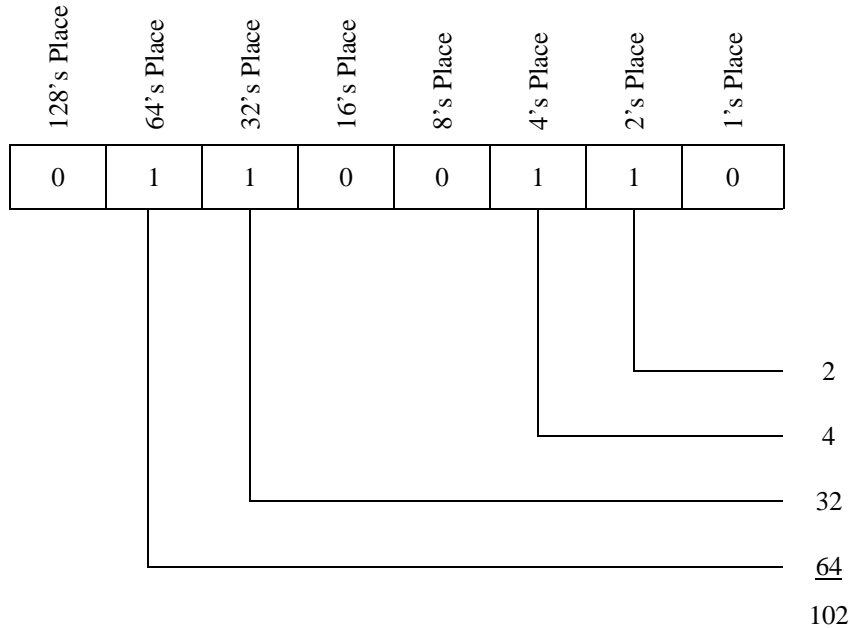 128's Place
64's Place
32's Place
16's Place
8's Place
4's Place
2's Place
1's Place
0 1 1 0 0 1 1 0
2
4
32
64
102